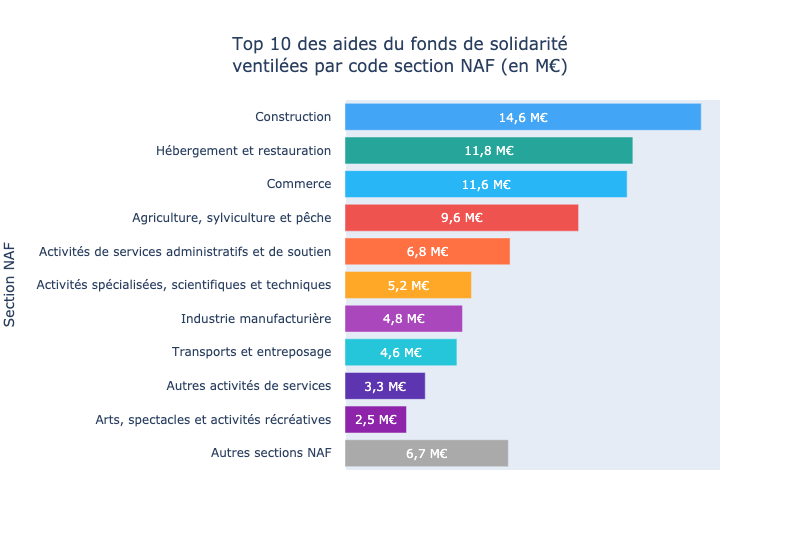 Top 10 des aides du fonds de solidarité
ventilées par code section NAF (en M€)
Section NAF
Construction 14,6 M€
Hébergement et restauration 11,8 M€
Commerce 11,6 M€
Agriculture, sylviculture et pêche 9,6 M€
Activités de services administratifs et de soutien 6,8 M€
Activités spécialisées, scientifiques et techniques 5,2 M€
Industrie manufacturière 4,8 M€
Transports et entreposage 4,6 M€
Autres activités de services 3,3 M€
Arts, spectacles et activités récréatives 2,5 M€
Autres sections NAF 6,7 M€